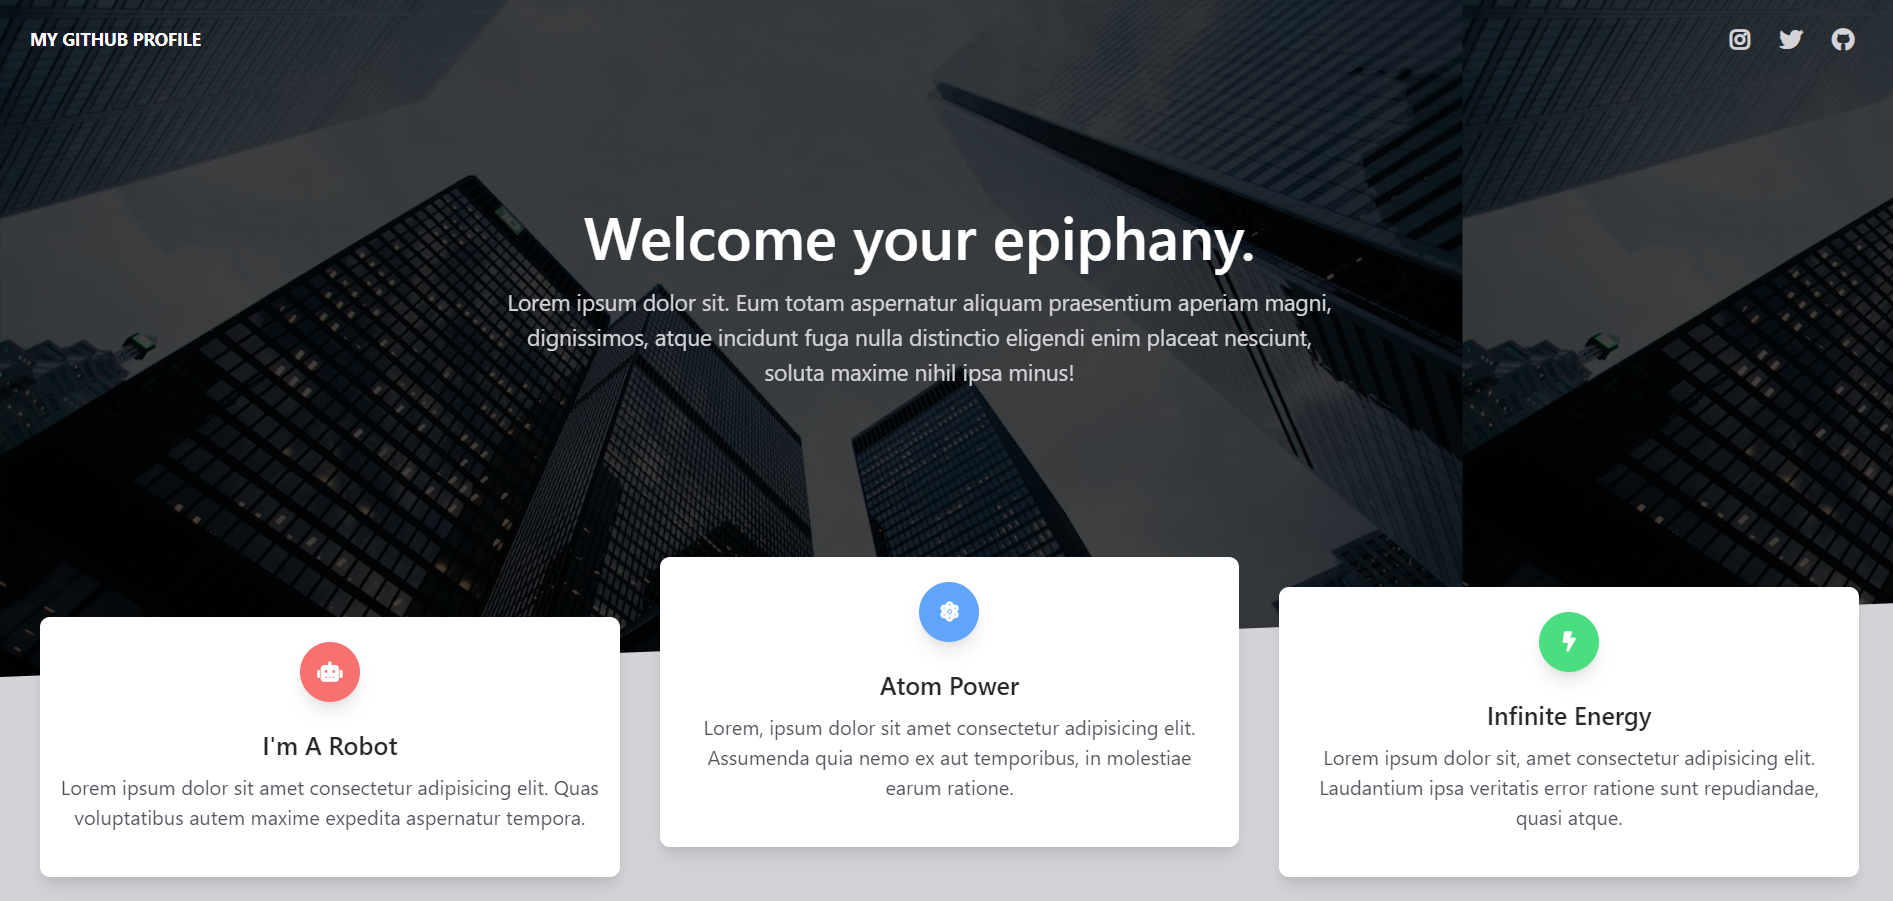 MY GITHUB PROFILE
Welcome your epiphany.
Lorem ipsum dolor sit. Eum totam aspernatur aliquam praesentium aperiam magni,
dignissimos, atque incidunt fuga nulla distinctio eligendi enim placeat nesciunt,
soluta maxime nihil ipsa minus!
I'm A Robot
Lorem ipsum dolor sit amet consectetur adipisicing elit. Quas
voluptatibus autem maxime expedita aspernatur tempora.
Atom Power
Lorem, ipsum dolor sit amet consectetur adipisicing elit.
Assumenda quia nemo ex aut temporibus, in molestiae
earum ratione.
Infinite Energy
Lorem ipsum dolor sit, amet consectetur adipisicing elit.
Laudantium ipsa veritatis error ratione sunt repudiandae,
quasi atque.